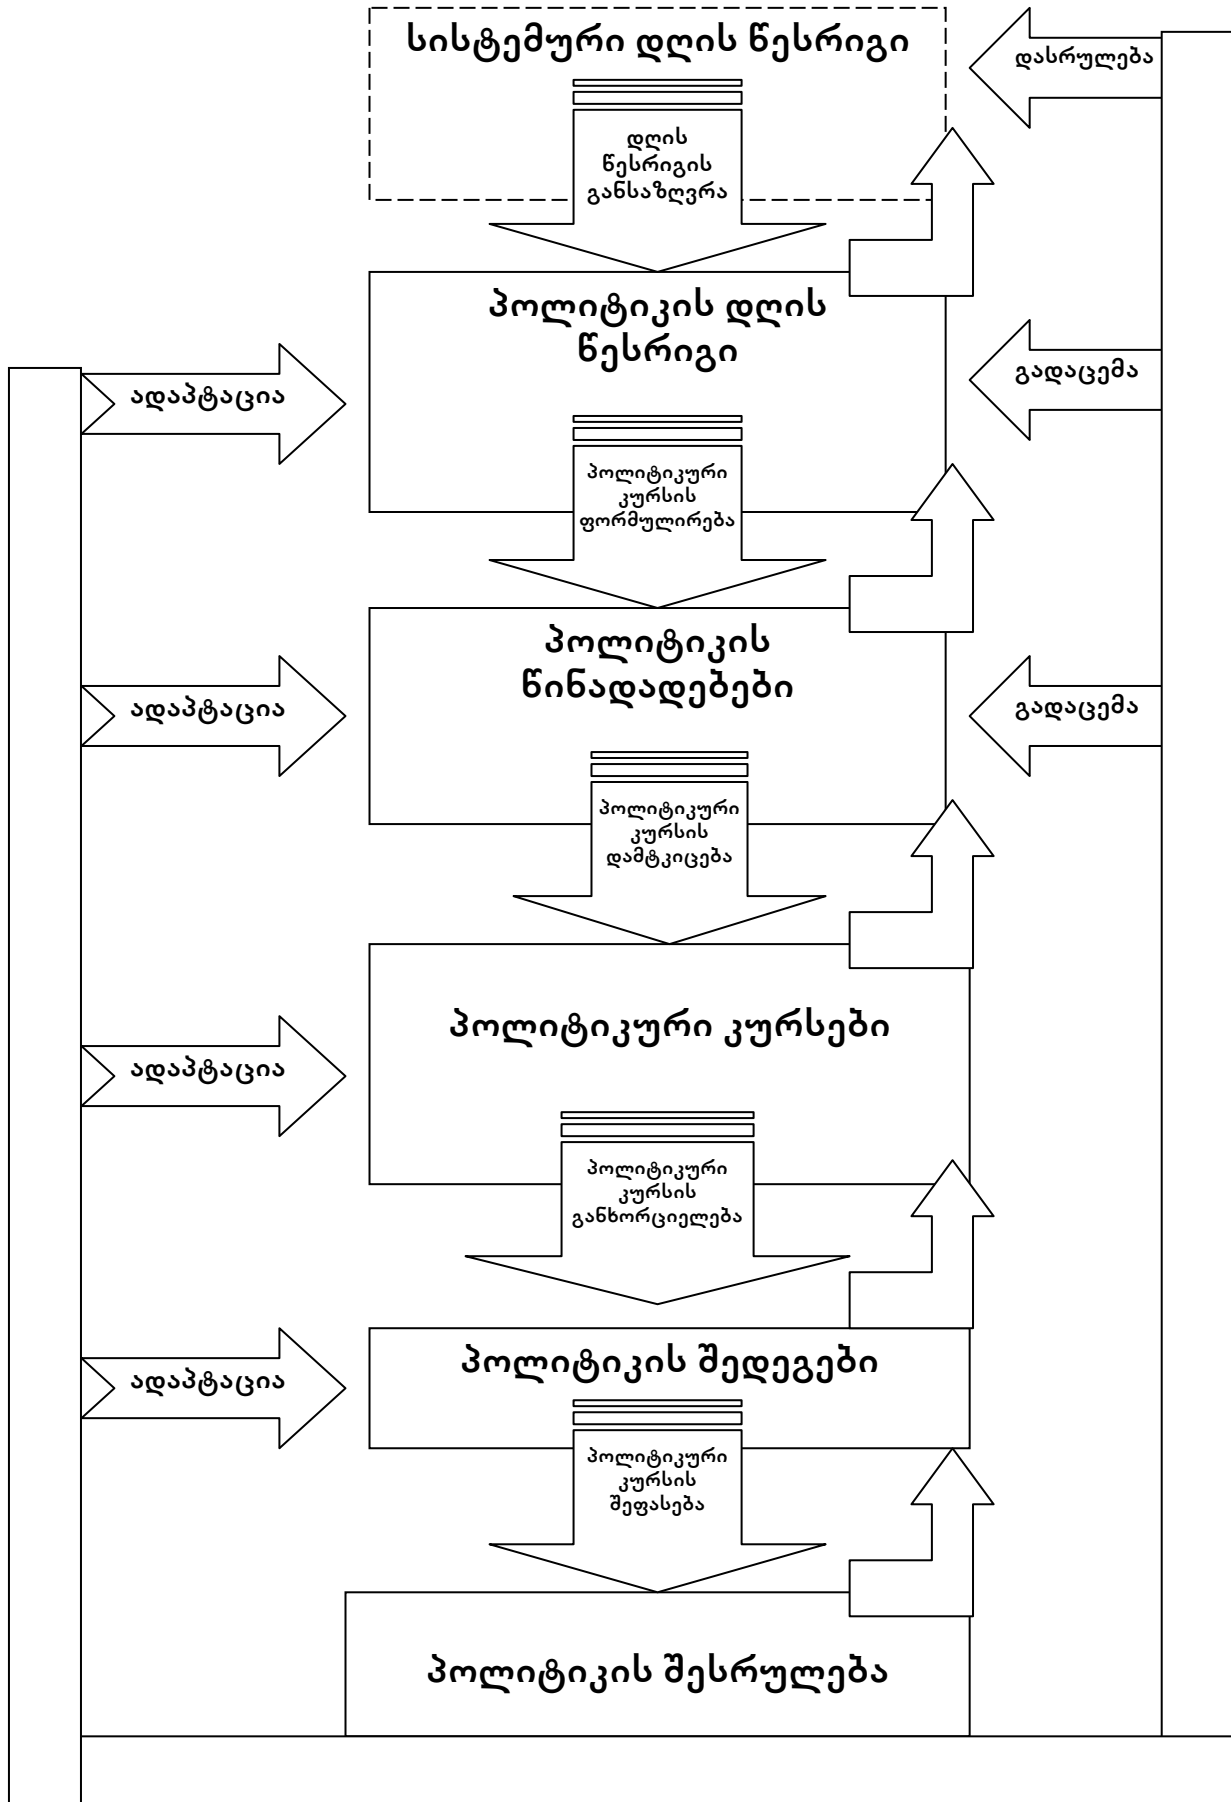 სისტემური დღის წესრიგი
დასრულება
დღის
წესრიგის
განსაზღვრა
პოლიტიკის დღის
წესრიგი
ადაპტაცია
გადაცემა
პოლიტიკური
კურსის
ფორმულირება
პოლიტიკის
წინადადებები
ადაპტაცია
გადაცემა
პოლიტიკური
კურსის
დამტკიცება
პოლიტიკური კურსები
ადაპტაცია
პოლიტიკური
კურსის
განხორციელება
პოლიტიკის შედეგები
ადაპტაცია
პოლიტიკური
კურსის
შეფასება
პოლიტიკის შესრულება